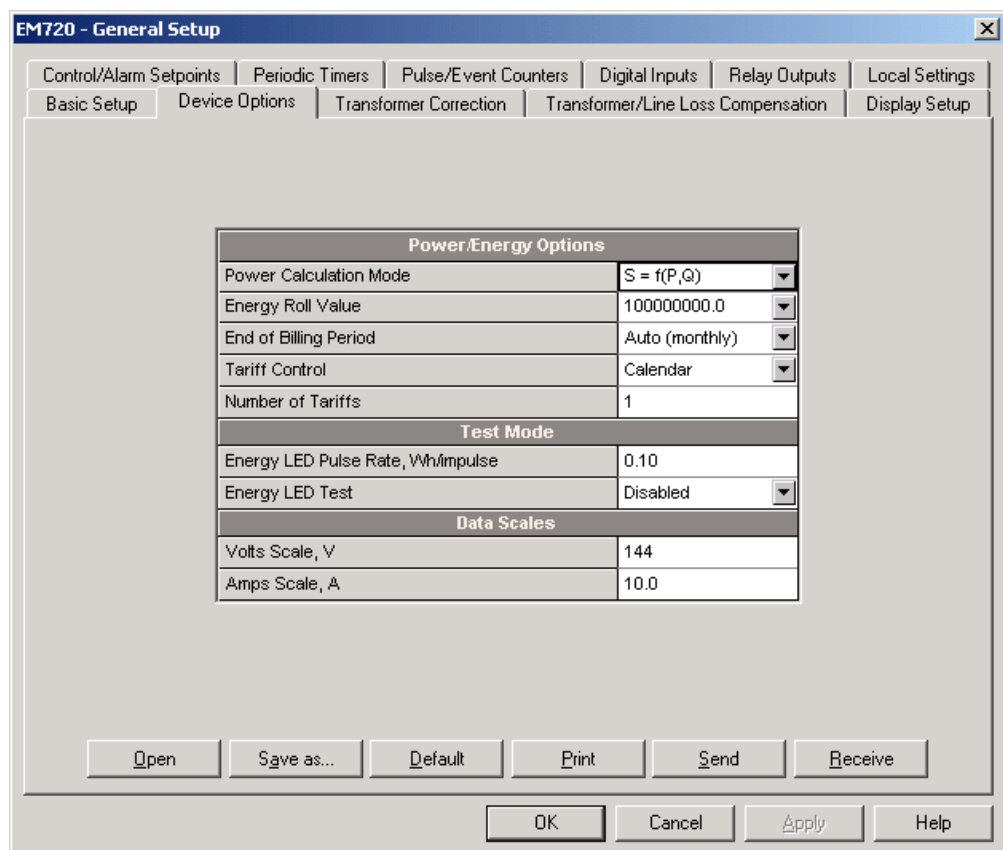 EM720 - General Setup
Control/Alarm Setpoints
Periodic Timers
Pulse/Event Counters
Digital Inputs
Relay Outputs
Local Settings
Basic Setup
Device Options
Transformer Correction
Transformer/Line Loss Compensation
Display Setup
Power/Energy Options
Power Calculation Mode S = f(P,Q)
Energy Roll Value 100000000.0
End of Billing Period Auto (monthly)
Tariff Control Calendar
Number of Tariffs 1
Test Mode
Energy LED Pulse Rate, Wh/impulse 0.10
Energy LED Test Disabled
Data Scales
Volts Scale, V 144
Amps Scale, A 10.0
Open
Save as...
Default
Print
Send
Receive
OK
Cancel
Apply
Help